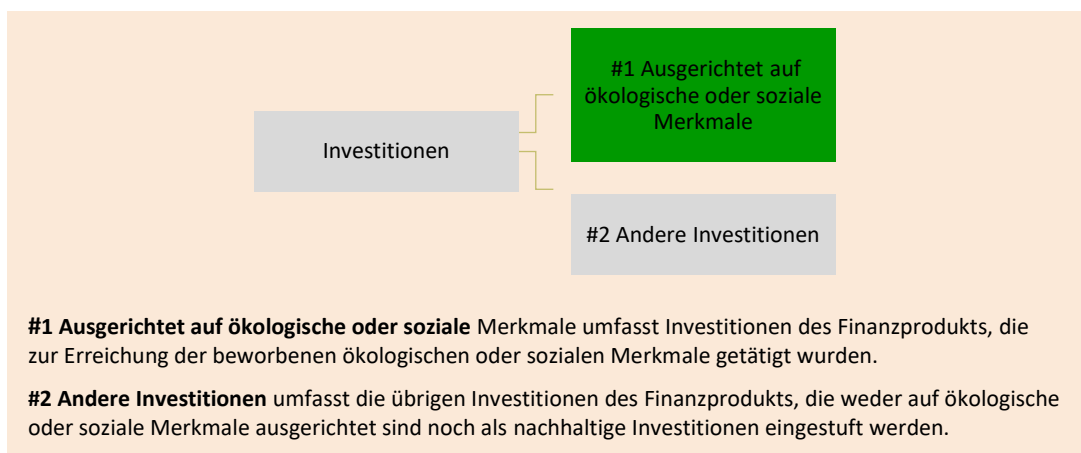 #1 Ausgerichtet auf
ökologische oder soziale
Merkmale
Investitionen
#2 Andere Investitionen
#1 Ausgerichtet auf ökologische oder soziale Merkmale umfasst Investitionen des Finanzprodukts, die
zur Erreichung der beworbenen ökologischen oder sozialen Merkmale getätigt wurden.
#2 Andere Investitionen umfasst die übrigen Investitionen des Finanzprodukts, die weder auf ökologische
oder soziale Merkmale ausgerichtet sind noch als nachhaltige Investitionen eingestuft werden.